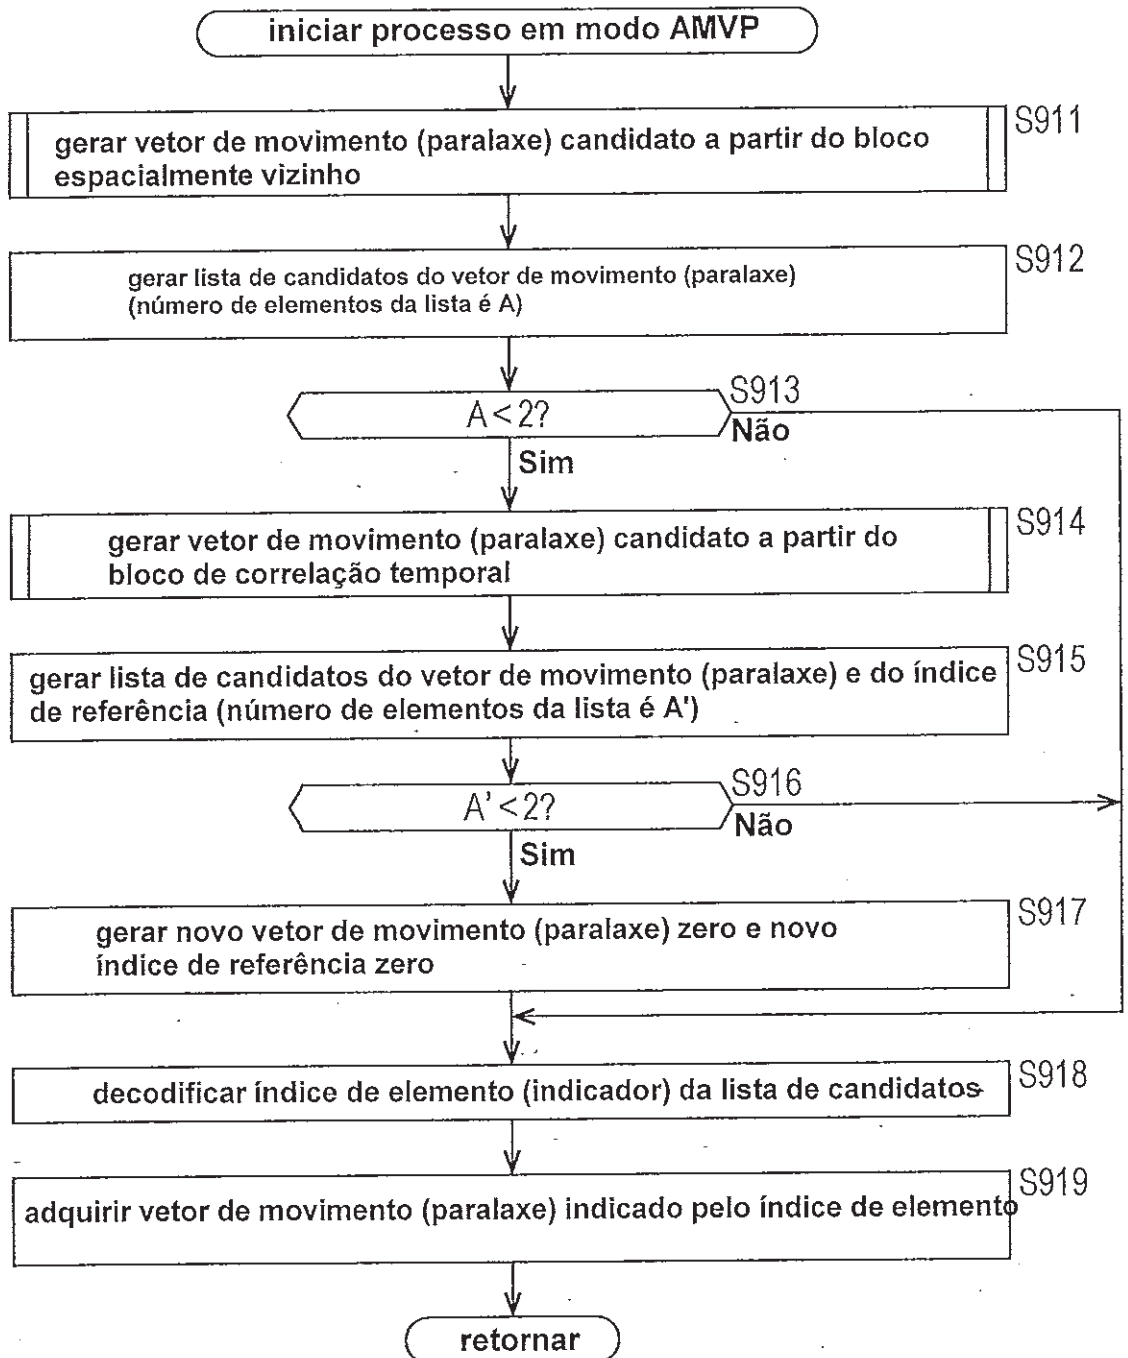 iniciar processo em modo AMVP
S911
gerar vetor de movimento (paralaxe) candidato a partir do bloco
espacialmente vizinho
S912
gerar lista de candidatos do vetor de movimento (paralaxe)
(número de elementos da lista é A)
S913
A<2?
Não
Sim
S914
gerar vetor de movimento (paralaxe) candidato a partir do
bloco de correlação temporal
S915
gerar lista de candidatos do vetor de movimento (paralaxe) e do índice
de referência (número de elementos da lista é A')
S916
A'<2?
Não
Sim
S917
gerar novo vetor de movimento (paralaxe) zero e novo
índice de referência zero
S918
decodificar índice de elemento (indicador) da lista de candidatos
S919
adquirir vetor de movimento (paralaxe) indicado pelo índice de elemento
retornar